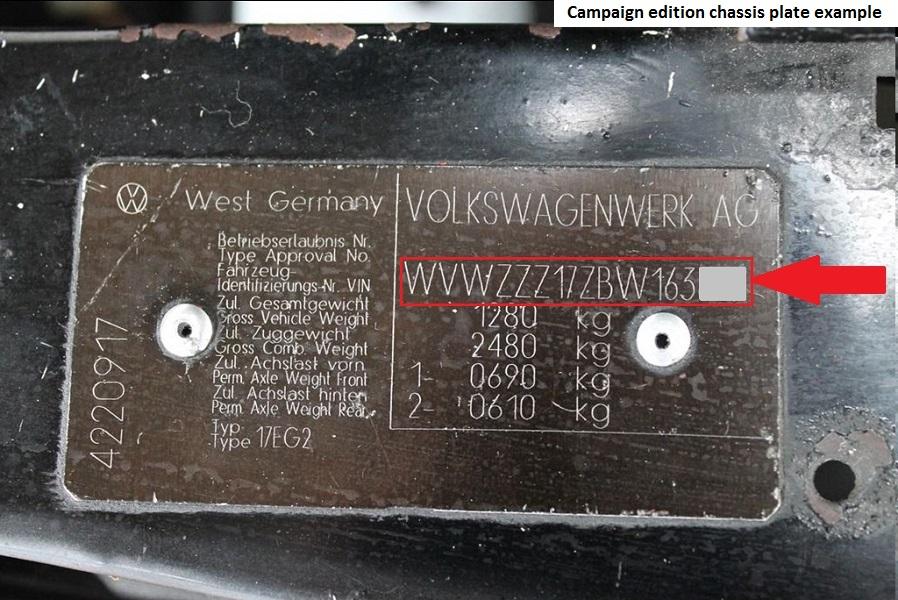 Campaign edition chassis plate example
West Germany
VOLKSWAGENWERK AG
Betriebserlaubnis Nr.
Type Approval No.
Fahrzeug-
Identifizierungs-Nr. VIN
WVWZZZ17ZBW163
Zul. Gesamtgewicht
Gross Vehicle Weight
1280 kg
Zul. Zuggewicht
Gross Comb. Weight
2480 kg
Zul. Achslast vorn
Perm. Axle Weight Front
1- 0690 kg
Zul. Achslast hinten
Perm. Axle Weight Rear
2- 0610 kg
Typ
Type 17EG2
4220917